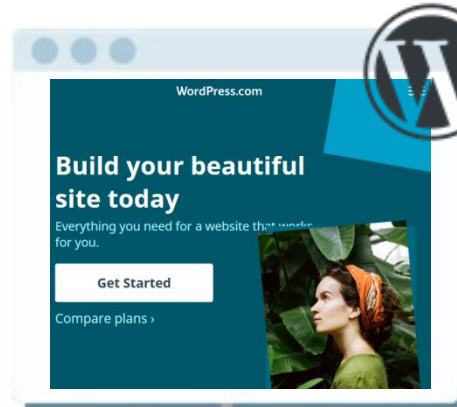 WordPress.com
Build your beautiful
site today
Everything you need for a website that works
for you.
Get Started
Compare plans ›